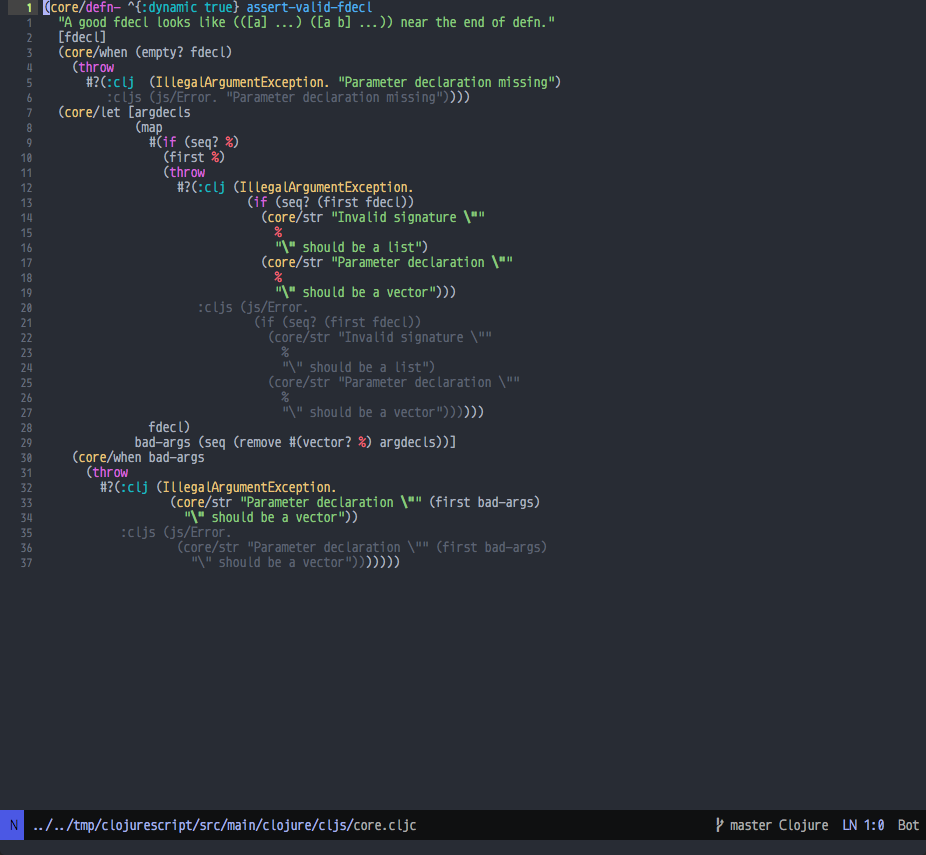 1 (core/defn- ^{:dynamic true} assert-valid-fdecl
1 "A good fdecl looks like (([a] ...) ([a b] ...)) near the end of defn."
2 [fdecl]
3 (core/when (empty? fdecl)
4 (throw
5 #?(:clj  (IllegalArgumentException. "Parameter declaration missing")
6 :cljs (js/Error. "Parameter declaration missing"))))
7 (core/let [argdecls
8 (map
9 #(if (seq? %)
10 (first %)
11 (throw
12 #?(:clj (IllegalArgumentException.
13 (if (seq? (first fdecl))
14 (core/str "Invalid signature \""
15 %
16 "\" should be a list")
17 (core/str "Parameter declaration \""
18 %
19 "\" should be a vector")))
20 :cljs (js/Error.
21 (if (seq? (first fdecl))
22 (core/str "Invalid signature \""
23 %
24 "\" should be a list")
25 (core/str "Parameter declaration \""
26 %
27 "\" should be a vector"))))))
28 fdecl)
29 bad-args (seq (remove #(vector? %) argdecls))]
30 (core/when bad-args
31 (throw
32 #?(:clj (IllegalArgumentException.
33 (core/str "Parameter declaration \"" (first bad-args)
34 "\" should be a vector"))
35 :cljs (js/Error.
36 (core/str "Parameter declaration \"" (first bad-args)
37 "\" should be a vector")))))))
N ../../tmp/clojurescript/src/main/clojure/cljs/core.cljc master Clojure LN 1:0 Bot